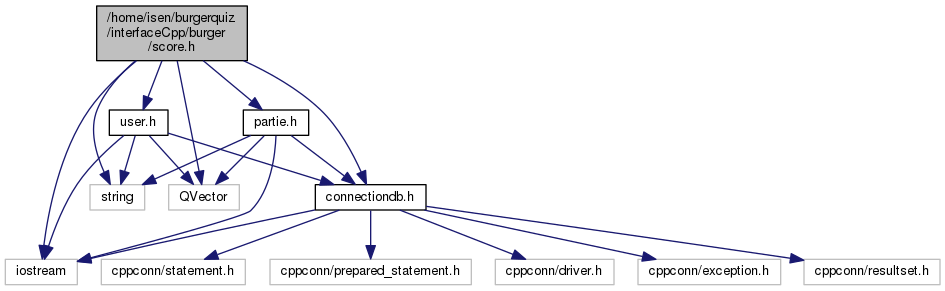 /home/isen/burgerquiz
/interfaceCpp/burger
/score.h
user.h
partie.h
string
QVector
connectiondb.h
iostream
cppconn/statement.h
cppconn/prepared_statement.h
cppconn/driver.h
cppconn/exception.h
cppconn/resultset.h